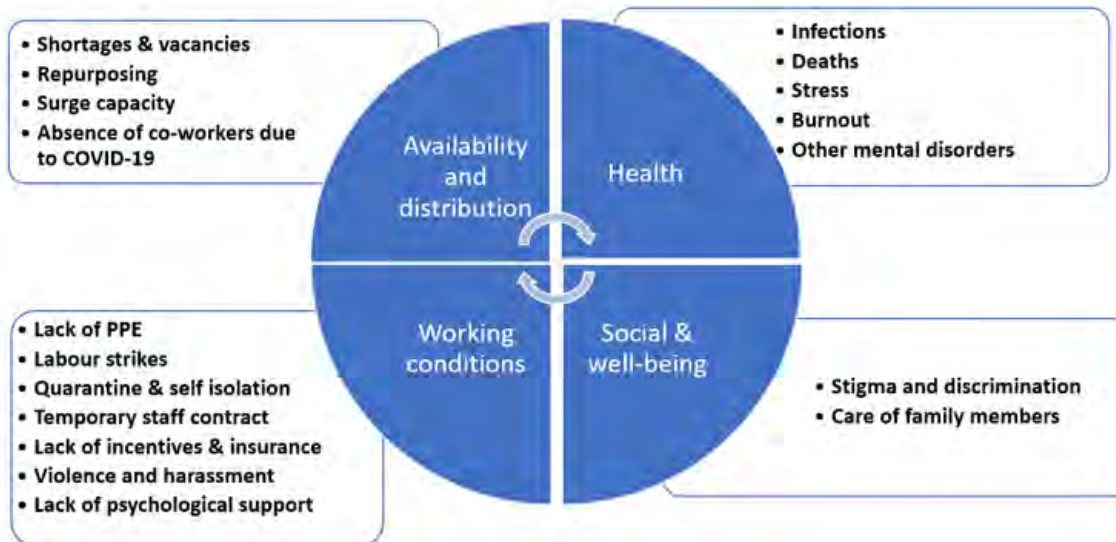 • Shortages & vacancies
• Repurposing
• Surge capacity
• Absence of co-workers due
to COVID-19
Availability
and
distribution
• Infections
• Deaths
• Stress
• Burnout
• Other mental disorders
Health
• Lack of PPE
• Labour strikes
• Quarantine & self isolation
• Temporary staff contract
• Lack of incentives & insurance
• Violence and harassment
• Lack of psychological support
Working
conditions
Social &
well-being
• Stigma and discrimination
• Care of family members